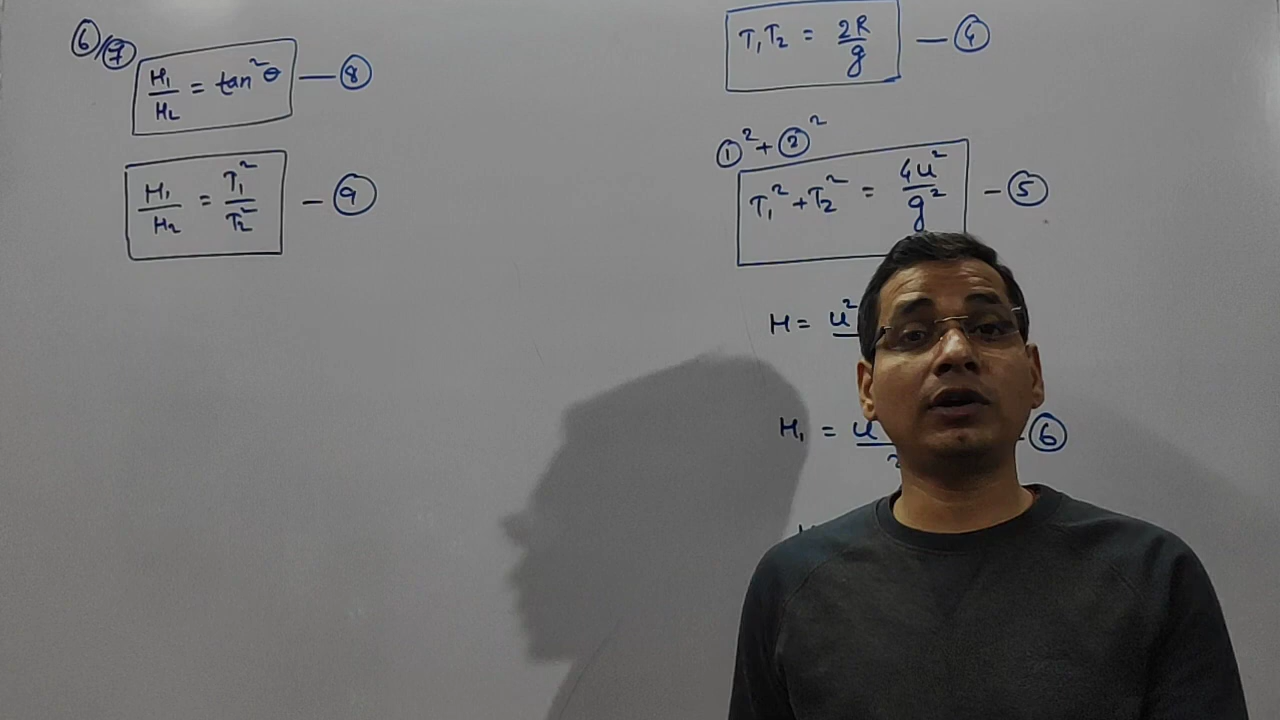 ⑥/⑦
H₁/H₂ = tan²θ — ⑧
H₁/H₂ = T₁²/T₂² — ⑨
T₁T₂ = 2R/g — ④
①² + ②²
T₁² + T₂² = 4u²/g² — ⑤
H = u²
H₁ = u
2
- ⑥